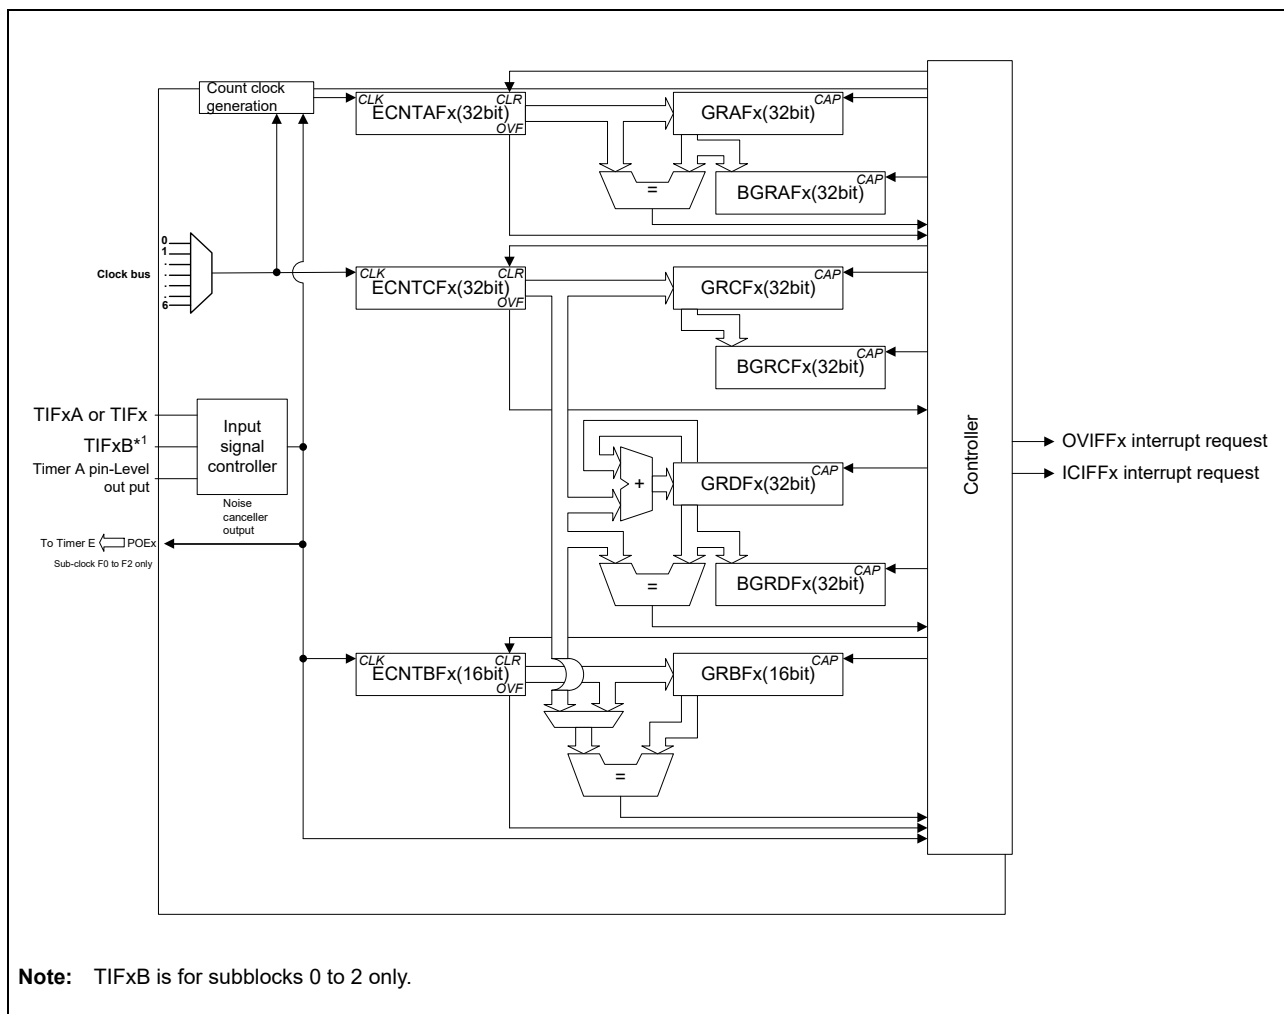 Count clock
generation
CLK
CLR
ECNTAFx(32bit)
OVF
CAP
GRAFx(32bit)
=
CAP
BGRAFx(32bit)
Clock bus
0
1
.
.
.
.
6
CLK
CLR
ECNTCFx(32bit)
OVF
CAP
GRCFx(32bit)
CAP
BGRCFx(32bit)
TIFxA or TIFx
TIFxB*1
Timer A pin-Level
out put
Input
signal
controller
Noise
canceller
output
To Timer E
POEx
Sub-clock F0 to F2 only
+
CAP
GRDFx(32bit)
=
CAP
BGRDFx(32bit)
CLK
CLR
ECNTBFx(16bit)
OVF
CAP
GRBFx(16bit)
=
Controller
OVIFFx interrupt request
ICIFFx interrupt request
Note: TIFxB is for subblocks 0 to 2 only.